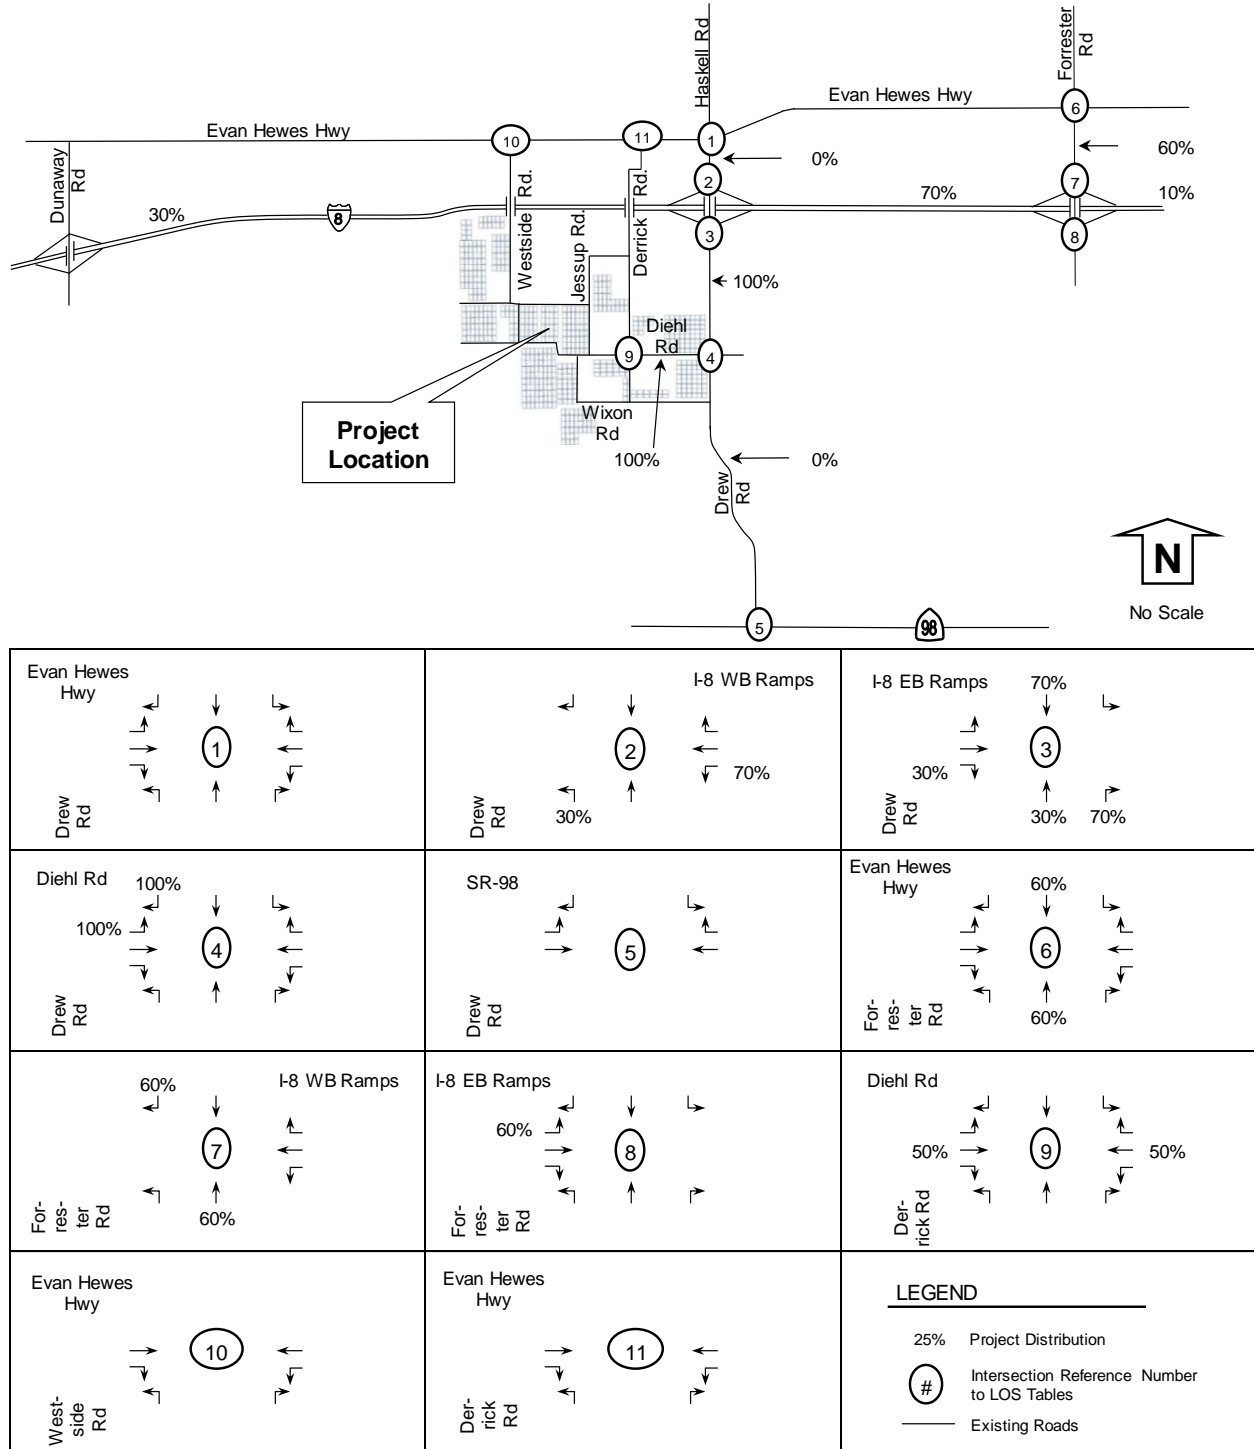 Haskell Rd
Forrester
Rd
Evan Hewes Hwy
6
Evan Hewes Hwy
10
11
1
0%
60%
Dunaway
Rd
2
7
30%
8
70%
10%
Westside Rd.
Jessup Rd.
Derrick Rd.
3
8
100%
Diehl
Rd
9
4
Project
Location
Wixon
Rd
100%
0%
Drew
Rd
N
No Scale
5
98
Evan Hewes
Hwy
1
Drew
Rd
I-8 WB Ramps
2
70%
30%
Drew
Rd
I-8 EB Ramps
70%
3
30%
30%
70%
Drew
Rd
Diehl Rd
100%
100%
4
Drew
Rd
SR-98
5
Drew
Rd
Evan Hewes
Hwy
60%
6
60%
For-
res-
ter
Rd
60%
I-8 WB Ramps
7
60%
For-
res-
ter
Rd
I-8 EB Ramps
60%
8
For-
res-
ter
Rd
Diehl Rd
50%
9
50%
Der-
rick Rd
Evan Hewes
Hwy
10
West-
side
Rd
Evan Hewes
Hwy
11
Der-
rick
Rd
LEGEND
25% Project Distribution
# Intersection Reference Number
to LOS Tables
Existing Roads